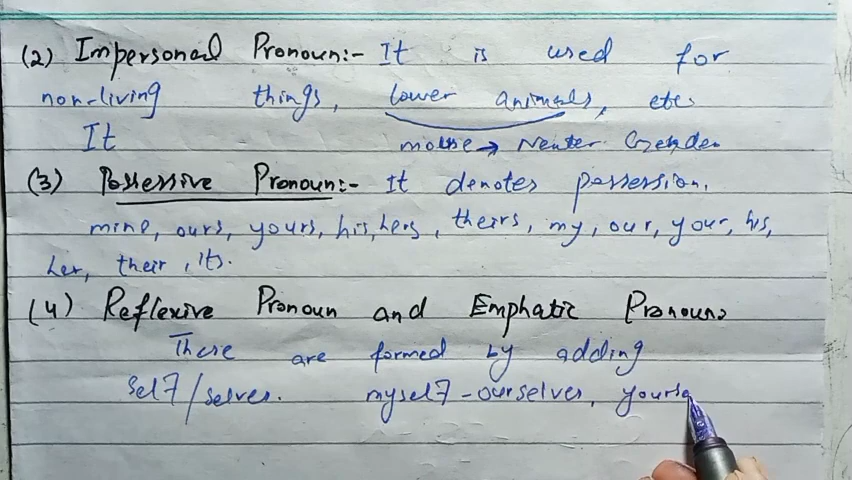 (2) Impersonal Pronoun:- It is used for
non-living things, lower animals, etc.
It mouse → Neuter Gender
(3) Possessive Pronoun:- It denotes possession.
mine, ours, yours, his, hers, theirs, my, our, your, his,
her, their, its.
(4) Reflexive Pronoun and Emphatic Pronoun:
There are formed by adding
self/selves. myself - ourselves, yourse